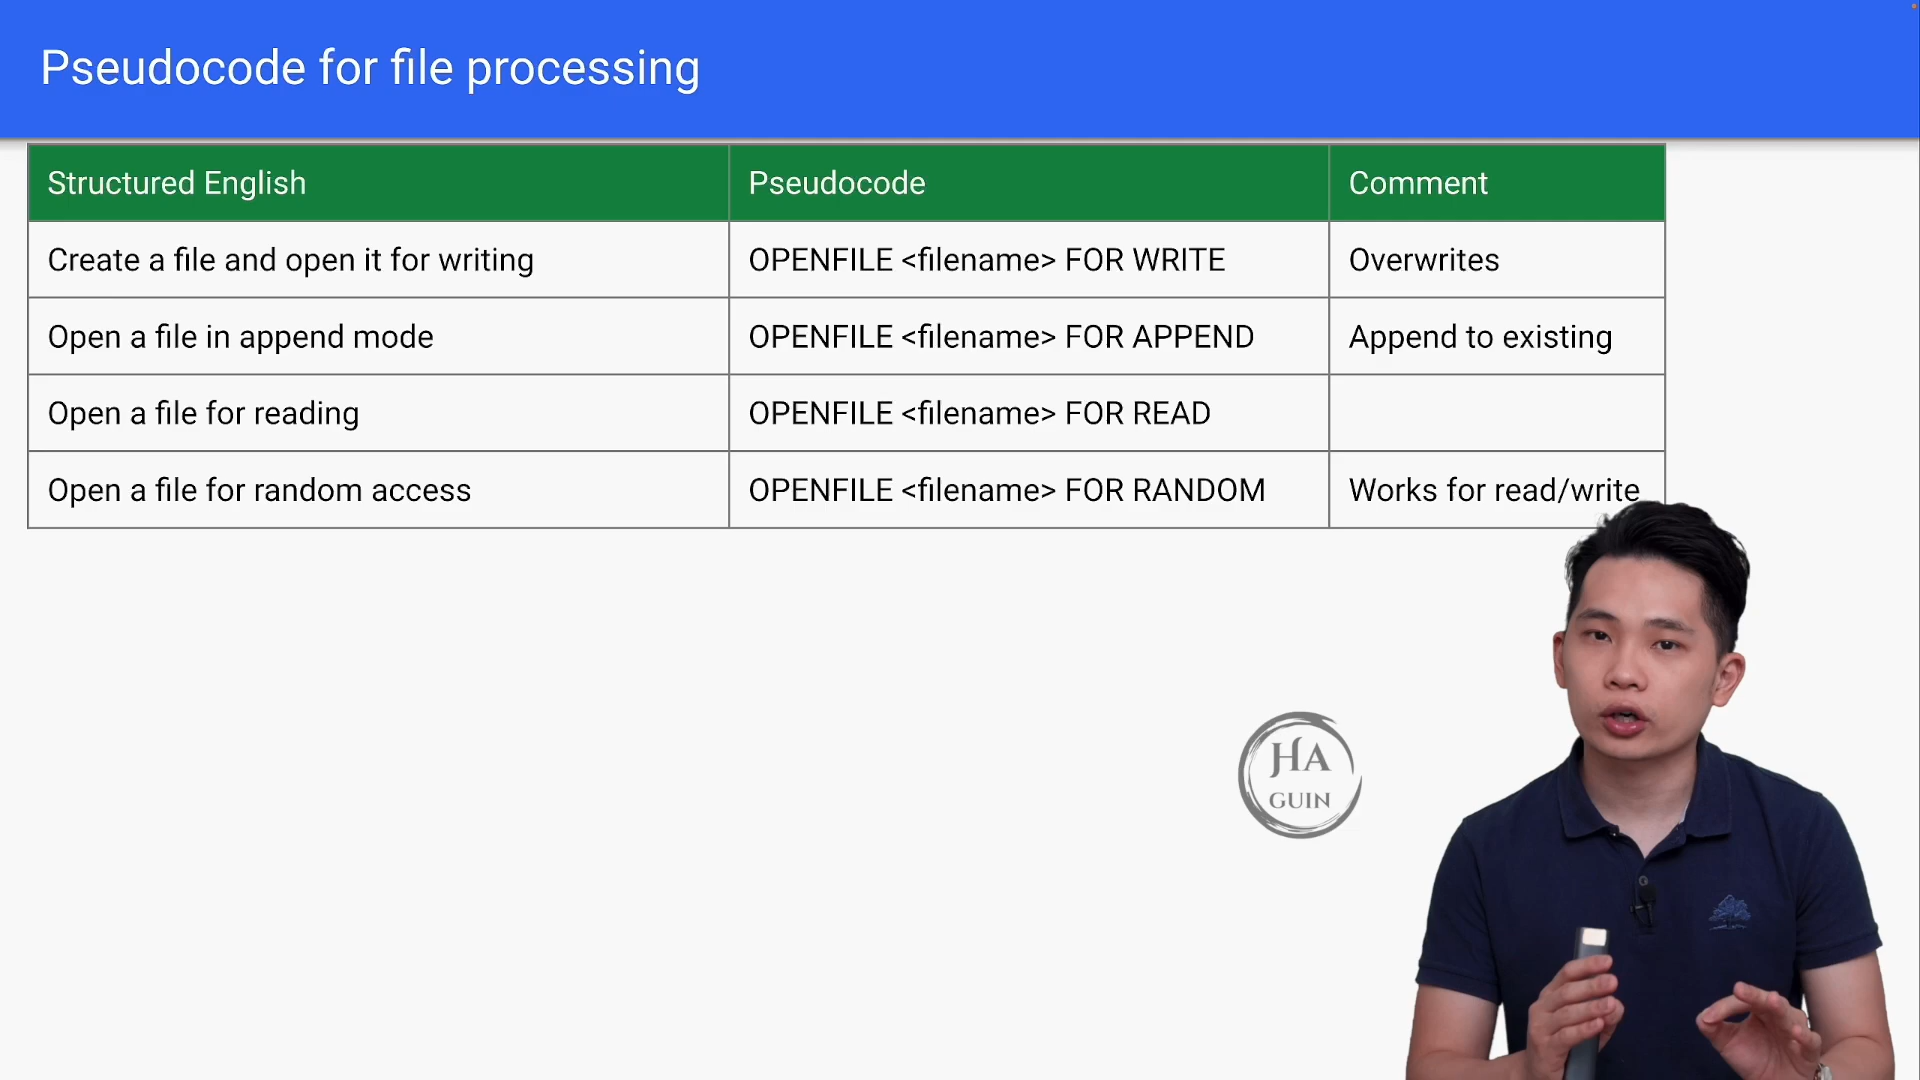 Pseudocode for file processing
Structured English Pseudocode Comment
Create a file and open it for writing OPENFILE <filename> FOR WRITE Overwrites
Open a file in append mode OPENFILE <filename> FOR APPEND Append to existing
Open a file for reading OPENFILE <filename> FOR READ
Open a file for random access OPENFILE <filename> FOR RANDOM Works for read/write
HA
GUIN